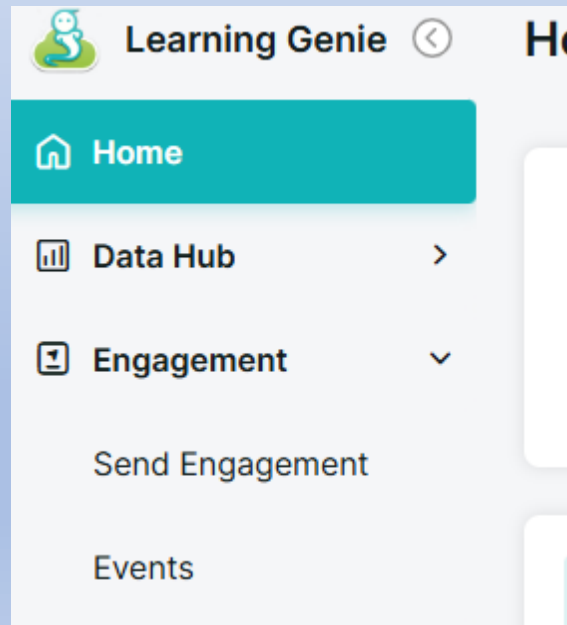 Learning Genie
Home
Data Hub
Engagement
Send Engagement
Events